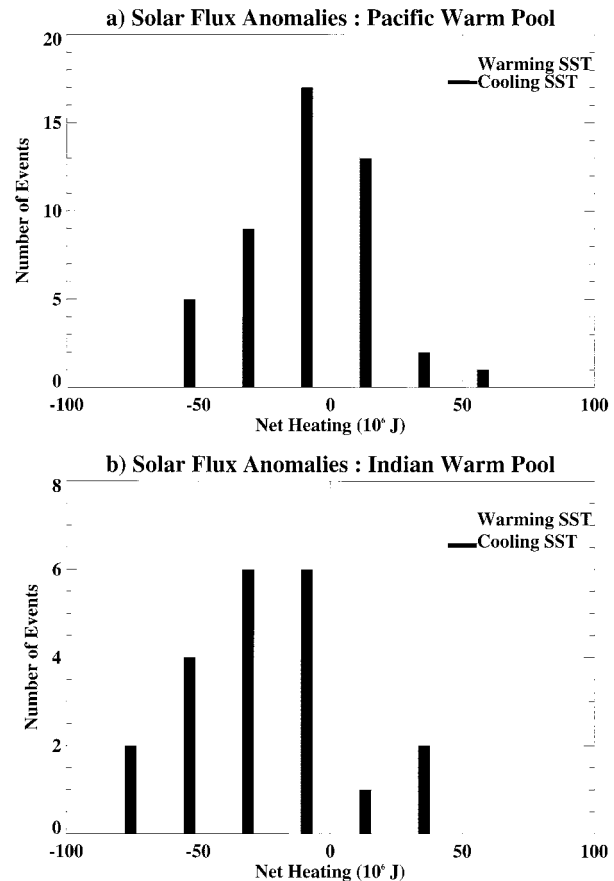 a) Solar Flux Anomalies : Pacific Warm Pool
20
Warming SST
Cooling SST
15
Number of Events
10
5
0
-100
-50
0
50
100
Net Heating (10⁶ J)
b) Solar Flux Anomalies : Indian Warm Pool
8
Warming SST
Cooling SST
6
Number of Events
4
2
0
-100
-50
0
50
100
Net Heating (10⁶ J)